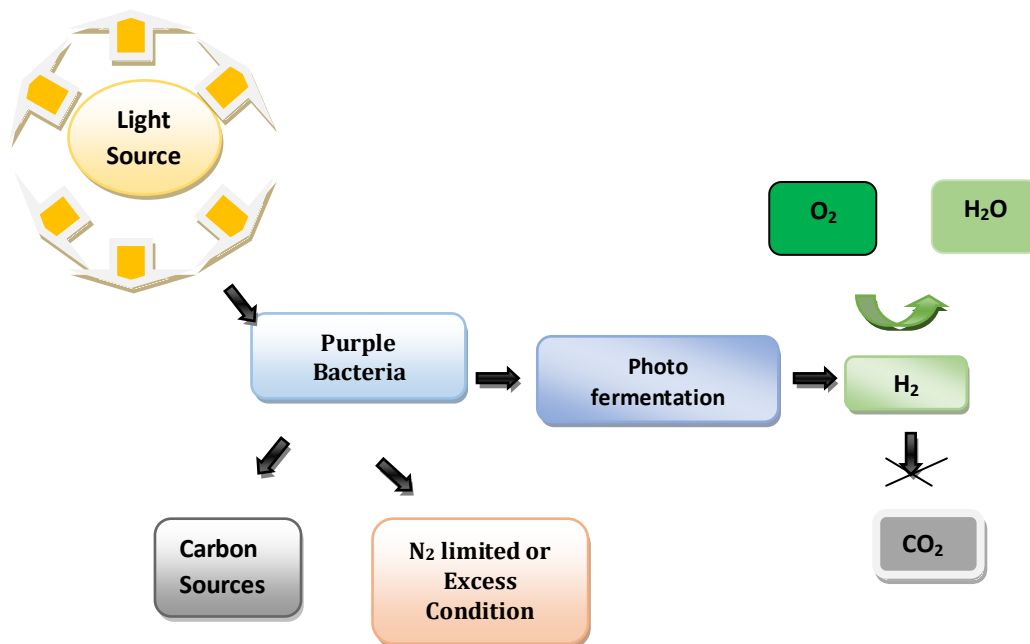 Light
Source
O₂
H₂O
Purple
Bacteria
Photo
fermentation
H₂
Carbon
Sources
N₂ limited or
Excess
Condition
CO₂